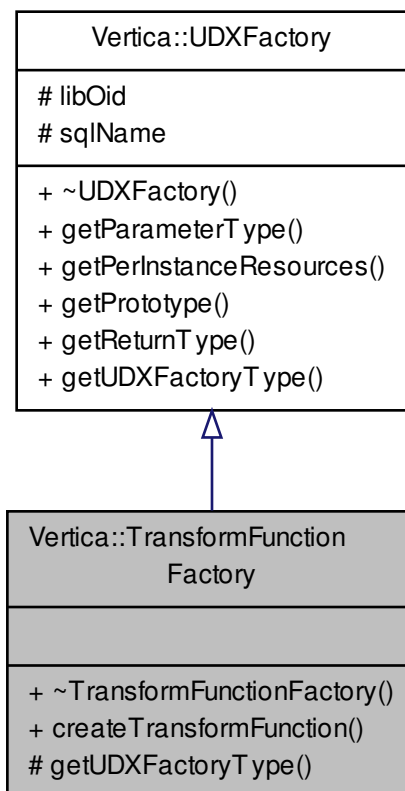 Vertica::UDXFactory
# libOid
# sqlName
+ ~UDXFactory()
+ getParameterType()
+ getPerInstanceResources()
+ getPrototype()
+ getReturnType()
+ getUDXFactoryType()
Vertica::TransformFunction
Factory
+ ~TransformFunctionFactory()
+ createTransformFunction()
# getUDXFactoryType()